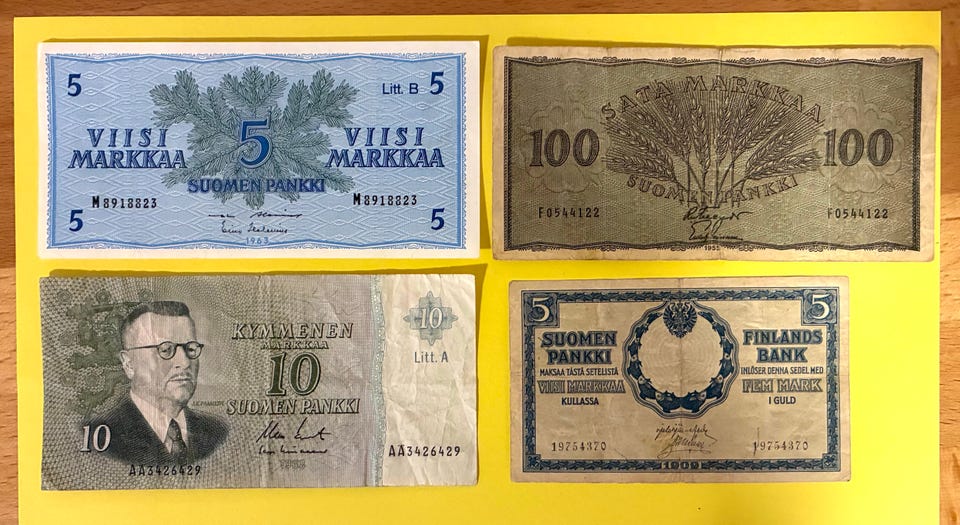 5 5
Litt. B
VIISI MARKKAA
5
VIISI MARKKAA
SUOMEN PANKKI
M8918823 M8918823
5 5
1963
SATA MARKKAA
100 100
SUOMEN PANKKI
F0544122 F0544122
1955
KYMMENEN
MARKKAA
10
10
Litt. A
SUOMEN PANKKI
10
AA3426429 AA3426429
5 5
SUOMEN PANKKI
MAKSAA TÄSTÄ SETELISTÄ
VIISI MARKKAA
KULLASSA
FINLANDS BANK
INLÖSER DENNA SEDEL MED
FEM MARK
I GULD
19754370 19754370
1909